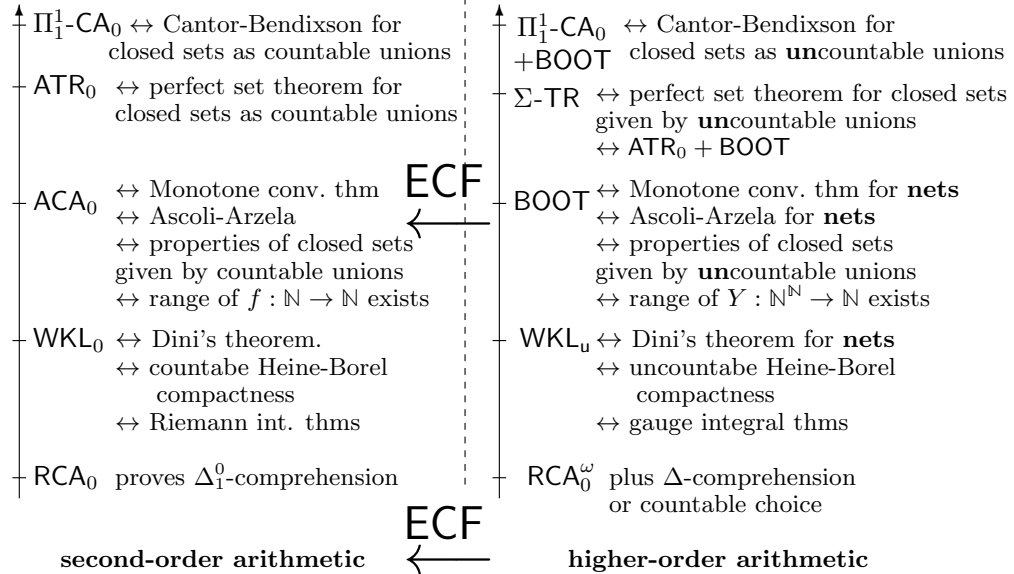 Π¹₁-CA₀ ↔ Cantor-Bendixson for
closed sets as countable unions
ATR₀ ↔ perfect set theorem for
closed sets as countable unions
ACA₀ ↔ Monotone conv. thm
↔ Ascoli-Arzela
↔ properties of closed sets
given by countable unions
↔ range of f : ℕ → ℕ exists
WKL₀ ↔ Dini's theorem.
↔ countabe Heine-Borel
compactness
↔ Riemann int. thms
RCA₀ proves Δ⁰₁-comprehension
second-order arithmetic
ECF
←
ECF
←
Π¹₁-CA₀ ↔ Cantor-Bendixson for
+BOOT closed sets as uncountable unions
Σ-TR ↔ perfect set theorem for closed sets
given by uncountable unions
↔ ATR₀ + BOOT
BOOT ↔ Monotone conv. thm for nets
↔ Ascoli-Arzela for nets
↔ properties of closed sets
given by uncountable unions
↔ range of Y : ℕ^ℕ → ℕ exists
WKLᵤ ↔ Dini's theorem for nets
↔ uncountabe Heine-Borel
compactness
↔ gauge integral thms
RCA₀^ω plus Δ-comprehension
or countable choice
higher-order arithmetic